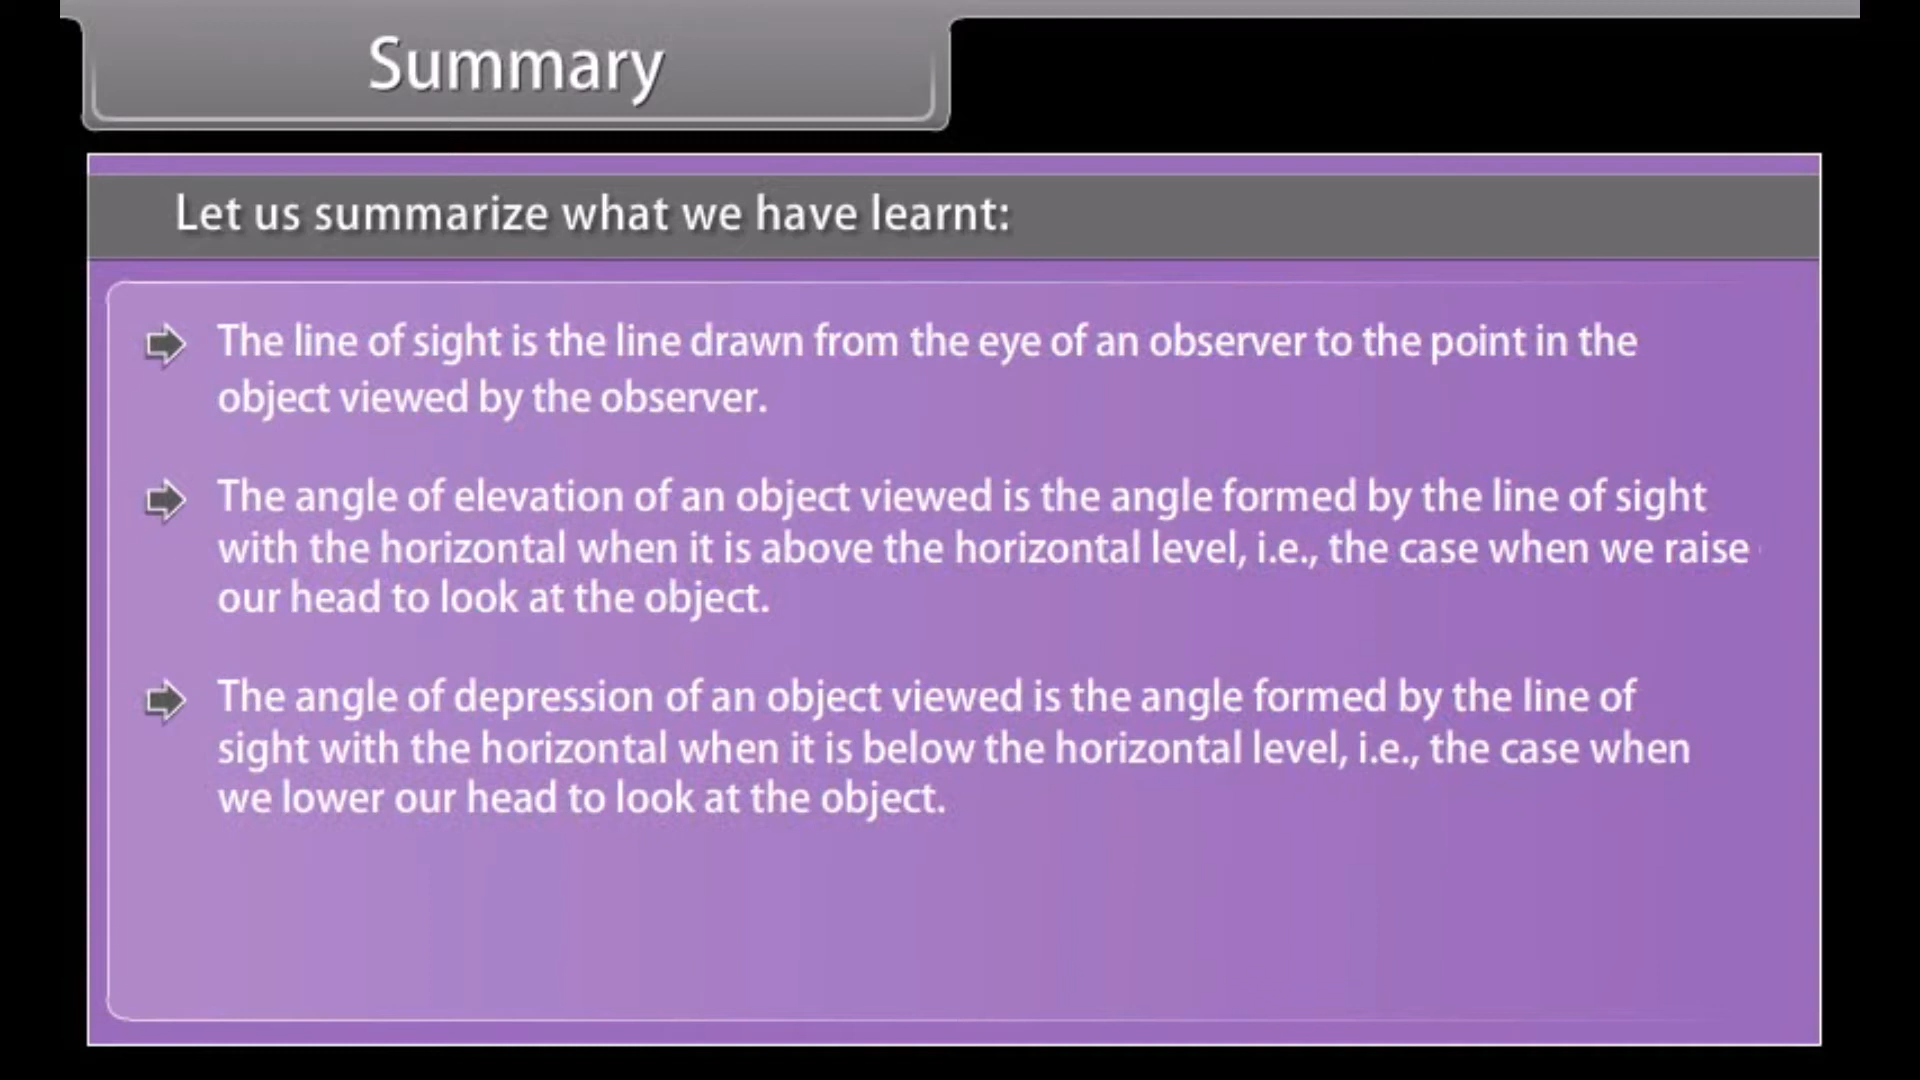 Summary
Let us summarize what we have learnt:
The line of sight is the line drawn from the eye of an observer to the point in the
object viewed by the observer.
The angle of elevation of an object viewed is the angle formed by the line of sight
with the horizontal when it is above the horizontal level, i.e., the case when we raise
our head to look at the object.
The angle of depression of an object viewed is the angle formed by the line of
sight with the horizontal when it is below the horizontal level, i.e., the case when
we lower our head to look at the object.